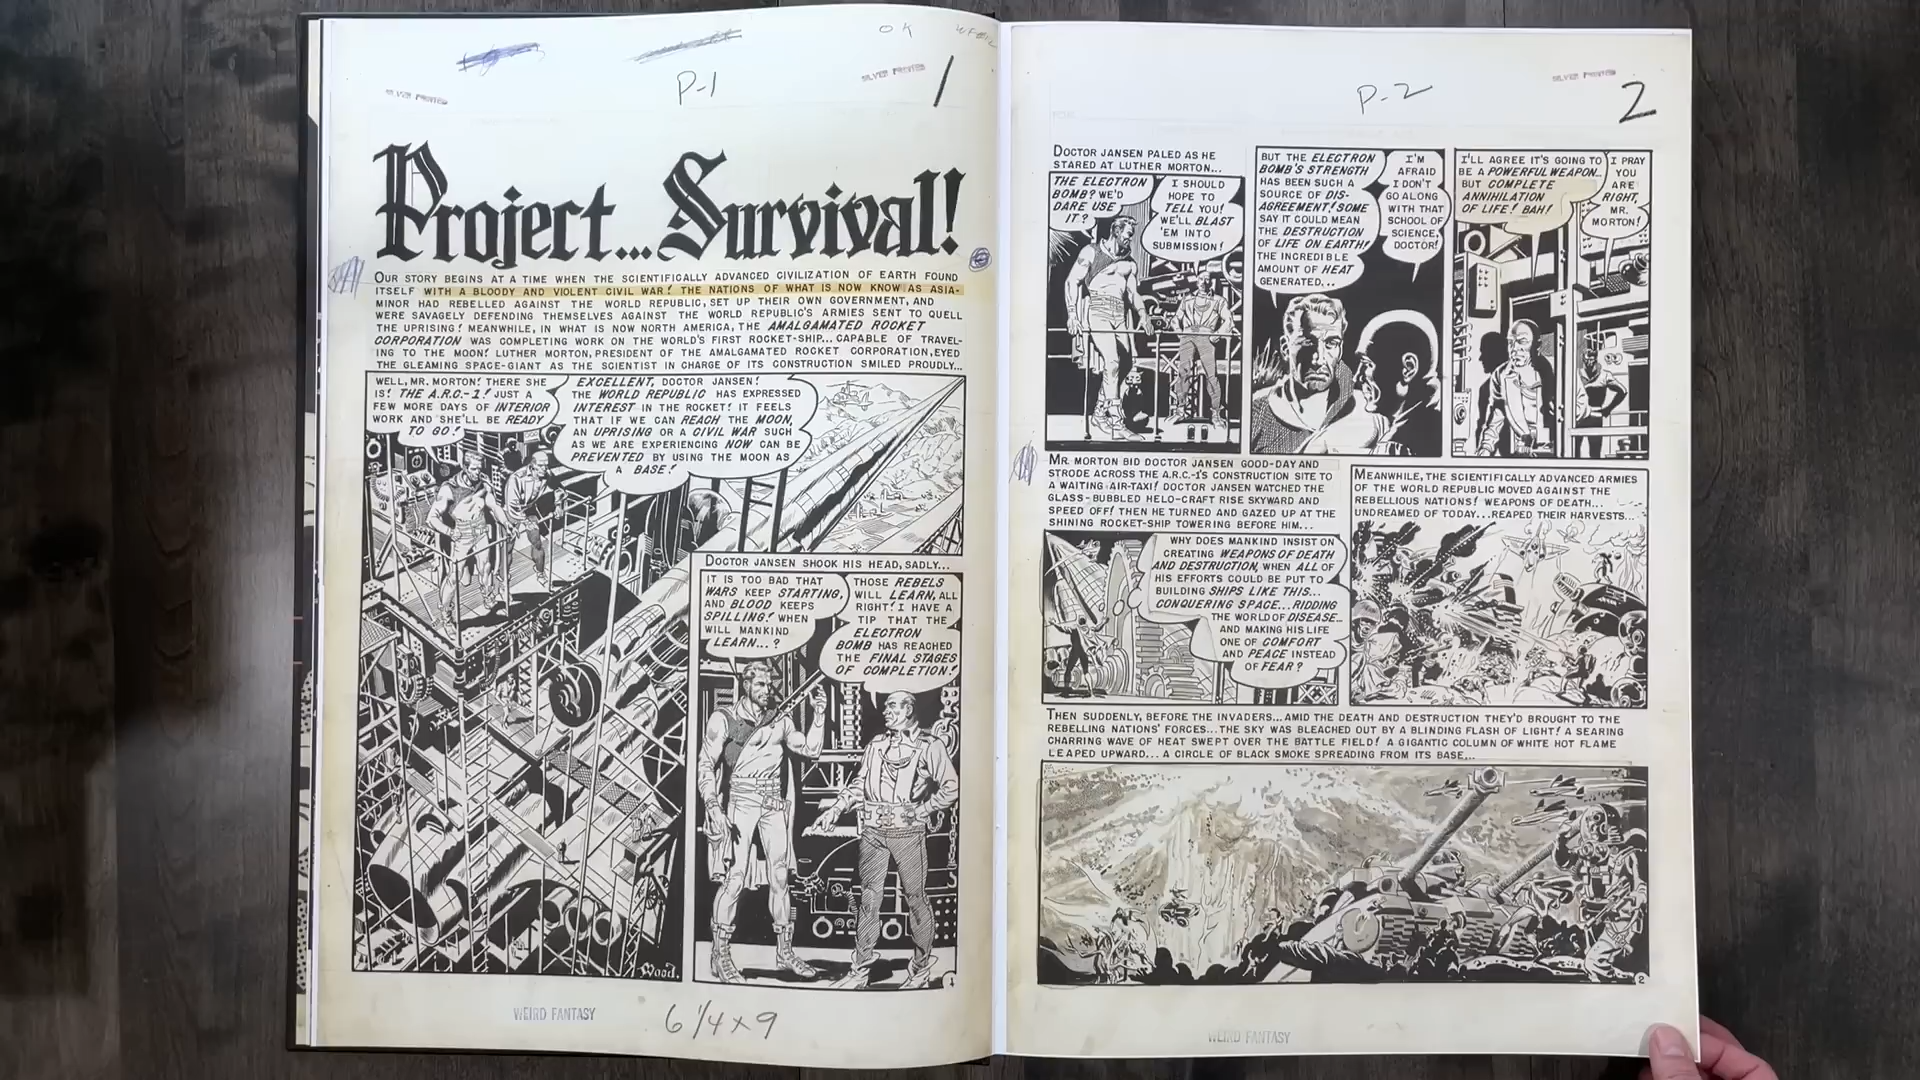 OK
SILVER PRINTED
SILVER PRINTED
P-1
1
Project... Survival!
OUR STORY BEGINS AT A TIME WHEN THE SCIENTIFICALLY ADVANCED CIVILIZATION OF EARTH FOUND
ITSELF WITH A BLOODY AND VIOLENT CIVIL WAR! THE NATIONS OF WHAT IS NOW KNOW AS ASIA-
MINOR HAD REBELLED AGAINST THE WORLD REPUBLIC, SET UP THEIR OWN GOVERNMENT, AND
WERE SAVAGELY DEFENDING THEMSELVES AGAINST THE WORLD REPUBLIC'S ARMIES SENT TO QUELL
THE UPRISING! MEANWHILE, IN WHAT IS NOW NORTH AMERICA, THE AMALGAMATED ROCKET
CORPORATION WAS COMPLETING WORK ON THE WORLD'S FIRST ROCKET-SHIP... CAPABLE OF TRAVEL-
ING TO THE MOON! LUTHER MORTON, PRESIDENT OF THE AMALGAMATED ROCKET CORPORATION, EYED
THE GLEAMING SPACE-GIANT AS THE SCIENTIST IN CHARGE OF ITS CONSTRUCTION SMILED PROUDLY...
WELL, MR. MORTON! THERE SHE
IS! THE A.R.C.-1! JUST A
FEW MORE DAYS OF INTERIOR
WORK AND SHE'LL BE READY
TO GO!
EXCELLENT, DOCTOR JANSEN!
THE WORLD REPUBLIC HAS EXPRESSED
INTEREST IN THE ROCKET! IT FEELS
THAT IF WE CAN REACH THE MOON,
AN UPRISING OR A CIVIL WAR SUCH
AS WE ARE EXPERIENCING NOW CAN BE
PREVENTED BY USING THE MOON AS
A BASE!
Wood.
DOCTOR JANSEN SHOOK HIS HEAD, SADLY...
IT IS TOO BAD THAT
WARS KEEP STARTING,
AND BLOOD KEEPS
SPILLING! WHEN
WILL MANKIND
LEARN...?
THOSE REBELS
WILL LEARN, ALL
RIGHT! I HAVE A
TIP THAT THE
ELECTRON
BOMB HAS REACHED
THE FINAL STAGES
OF COMPLETION!
1
WEIRD FANTASY
6 1/4 x 9
SILVER PRINTED
P-2
2
DOCTOR JANSEN PALED AS HE
STARED AT LUTHER MORTON...
THE ELECTRON
BOMB? WE'D
DARE USE
IT?
I SHOULD
HOPE TO
TELL YOU!
WE'LL BLAST
'EM INTO
SUBMISSION!
BUT THE ELECTRON
BOMB'S STRENGTH
HAS BEEN SUCH A
SOURCE OF DIS-
AGREEMENT! SOME
SAY IT COULD MEAN
THE DESTRUCTION
OF LIFE ON EARTH!
THE INCREDIBLE
AMOUNT OF HEAT
GENERATED...
I'M
AFRAID
I DON'T
GO ALONG
WITH THAT
SCHOOL OF
SCIENCE,
DOCTOR!
I'LL AGREE IT'S GOING TO
BE A POWERFUL WEAPON...
BUT COMPLETE
ANNIHILATION
OF LIFE! BAH!
I PRAY
YOU
ARE
RIGHT,
MR.
MORTON!
MR. MORTON BID DOCTOR JANSEN GOOD-DAY AND
STRODE ACROSS THE A.R.C.-1'S CONSTRUCTION SITE TO
A WAITING AIR-TAXI! DOCTOR JANSEN WATCHED THE
GLASS-BUBBLED HELO-CRAFT RISE SKYWARD AND
SPEED OFF! THEN HE TURNED AND GAZED UP AT THE
SHINING ROCKET-SHIP TOWERING BEFORE HIM...
WHY DOES MANKIND INSIST ON
CREATING WEAPONS OF DEATH
AND DESTRUCTION, WHEN ALL OF
HIS EFFORTS COULD BE PUT TO
BUILDING SHIPS LIKE THIS...
CONQUERING SPACE...RIDDING
THE WORLD OF DISEASE...
AND MAKING HIS LIFE
ONE OF COMFORT
AND PEACE INSTEAD
OF FEAR?
MEANWHILE, THE SCIENTIFICALLY ADVANCED ARMIES
OF THE WORLD REPUBLIC MOVED AGAINST THE
REBELLIOUS NATIONS! WEAPONS OF DEATH...
UNDREAMED OF TODAY...REAPED THEIR HARVESTS...
THEN SUDDENLY, BEFORE THE INVADERS...AMID THE DEATH AND DESTRUCTION THEY'D BROUGHT TO THE
REBELLING NATIONS' FORCES...THE SKY WAS BLEACHED OUT BY A BLINDING FLASH OF LIGHT! A SEARING
CHARRING WAVE OF HEAT SWEPT OVER THE BATTLE FIELD! A GIGANTIC COLUMN OF WHITE HOT FLAME
LEAPED UPWARD... A CIRCLE OF BLACK SMOKE SPREADING FROM ITS BASE...
2
WEIRD FANTASY